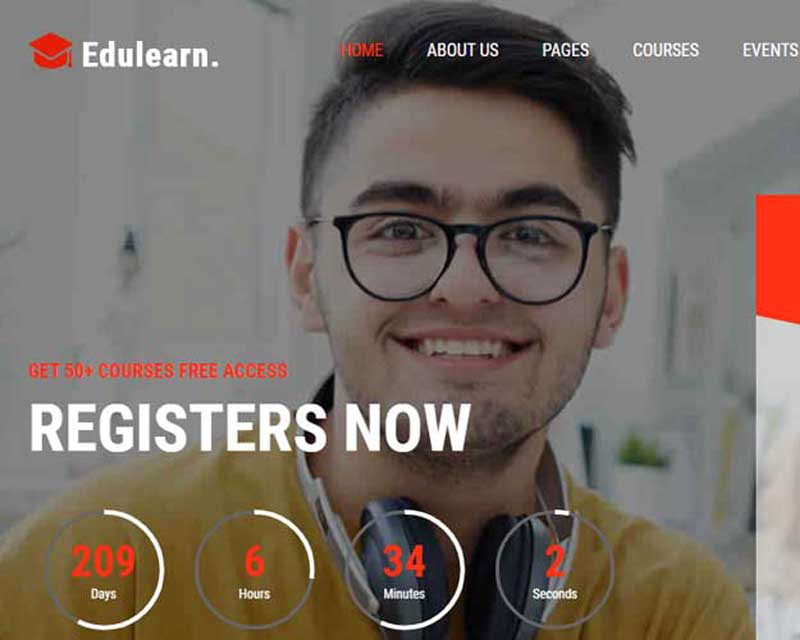 Edulearn.
HOME ABOUT US PAGES COURSES EVENTS
GET 50+ COURSES FREE ACCESS
REGISTERS NOW
209 6 34 2
Days Hours Minutes Seconds